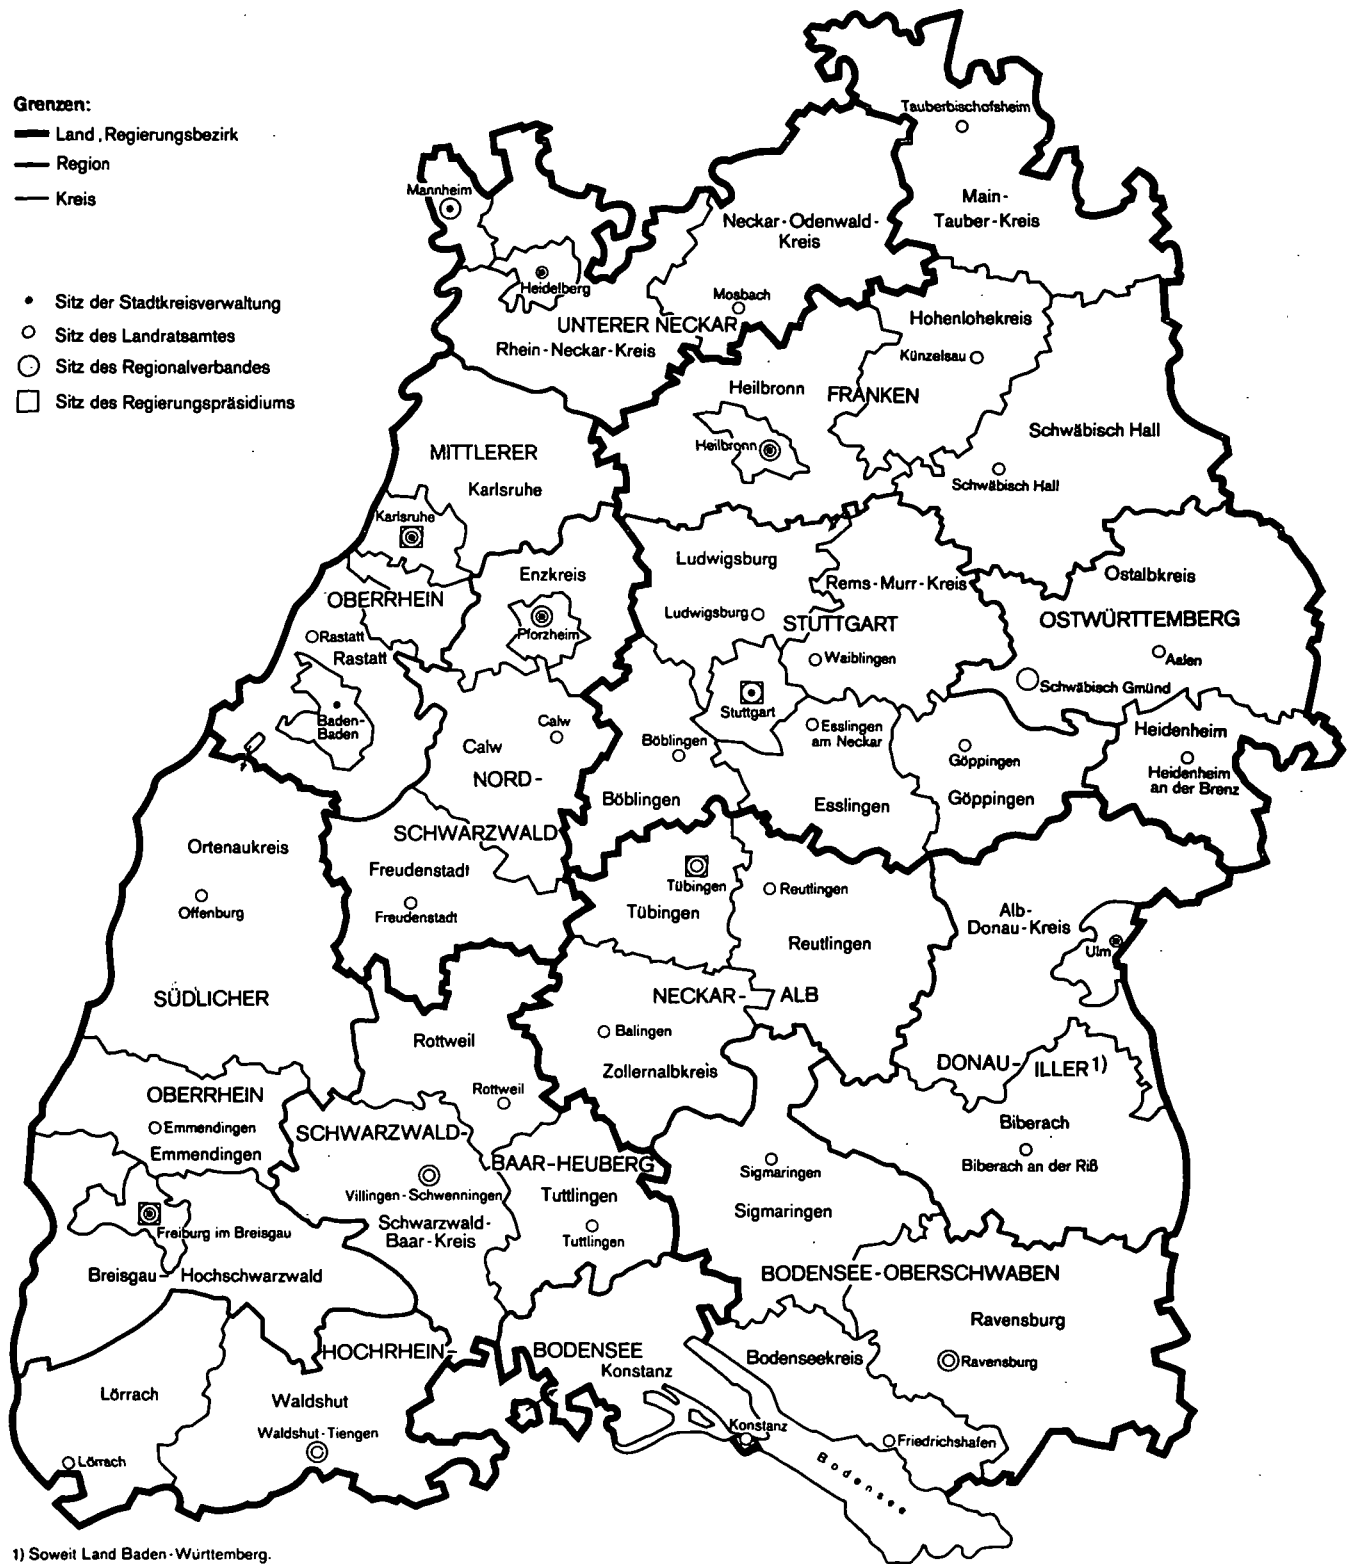 Grenzen:
Land, Regierungsbezirk
Region
Kreis
Sitz der Stadtkreisverwaltung
Sitz des Landratsamtes
Sitz des Regionalverbandes
Sitz des Regierungspräsidiums
Tauberbischofsheim
Main-
Tauber-Kreis
Mannheim
Neckar-Odenwald-
Kreis
Heidelberg
Mosbach
UNTERER NECKAR
Rhein-Neckar-Kreis
Hohenlohekreis
Künzelsau
Heilbronn
FRANKEN
Heilbronn
Schwäbisch Hall
Schwäbisch Hall
MITTLERER
Karlsruhe
Karlsruhe
Enzkreis
Pforzheim
OBERRHEIN
Rastatt
Rastatt
Baden-
Baden
Ludwigsburg
Ludwigsburg
Rems-Murr-Kreis
STUTTGART
Waiblingen
Stuttgart
Ostalbkreis
OSTWÜRTTEMBERG
Aalen
Schwäbisch Gmünd
Calw
Calw
NORD-
SCHWARZWALD
Böblingen
Böblingen
Esslingen
am Neckar
Esslingen
Göppingen
Göppingen
Heidenheim
Heidenheim
an der Brenz
Ortenaukreis
Offenburg
Freudenstadt
Freudenstadt
Tübingen
Tübingen
Reutlingen
Reutlingen
Alb-
Donau-Kreis
Ulm
SÜDLICHER
NECKAR-ALB
Balingen
Zollernalbkreis
Rottweil
Rottweil
DONAU-ILLER 1)
Biberach
Biberach an der Riß
OBERRHEIN
Emmendingen
Emmendingen
SCHWARZWALD-
BAAR-HEUBERG
Villingen-Schwenningen
Schwarzwald-
Baar-Kreis
Tuttlingen
Tuttlingen
Sigmaringen
Sigmaringen
Freiburg im Breisgau
Breisgau-Hochschwarzwald
BODENSEE-OBERSCHWABEN
Ravensburg
Ravensburg
Bodenseekreis
Friedrichshafen
HOCHRHEIN-
BODENSEE
Konstanz
Konstanz
Bodensee
Lörrach
Lörrach
Waldshut
Waldshut-Tiengen
1) Soweit Land Baden-Württemberg.